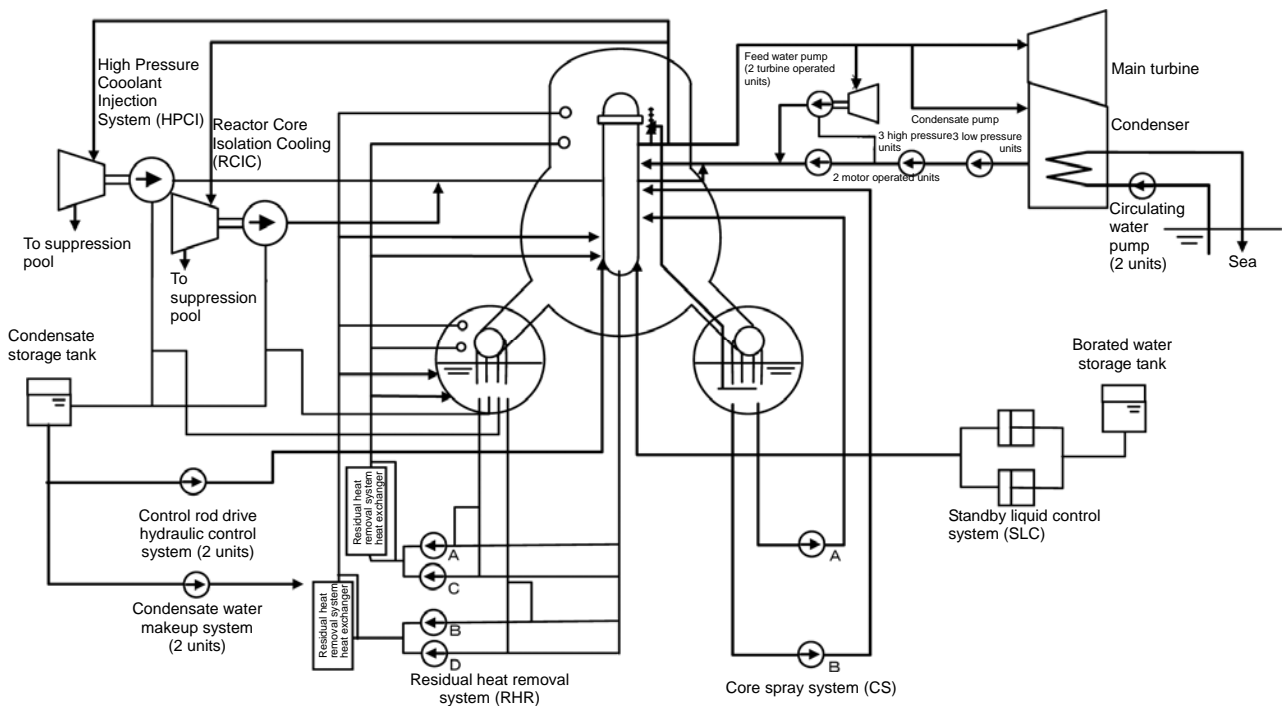 High Pressure
Cooolant
Injection
System (HPCI)
Reactor Core
Isolation Cooling
(RCIC)
To suppression
pool
To
suppression
pool
Feed water pump
(2 turbine operated
units)
Condensate pump
3 high pressure
units
3 low pressure
units
2 motor operated units
Main turbine
Condenser
Circulating
water
pump
(2 units)
Sea
Condensate
storage tank
Borated water
storage tank
Control rod drive
hydraulic control
system (2 units)
Condensate water
makeup system
(2 units)
Residual heat
removal system
heat exchanger
Residual heat
removal system
heat exchanger
A
C
B
D
Residual heat removal
system (RHR)
A
B
Core spray system (CS)
Standby liquid control
system (SLC)